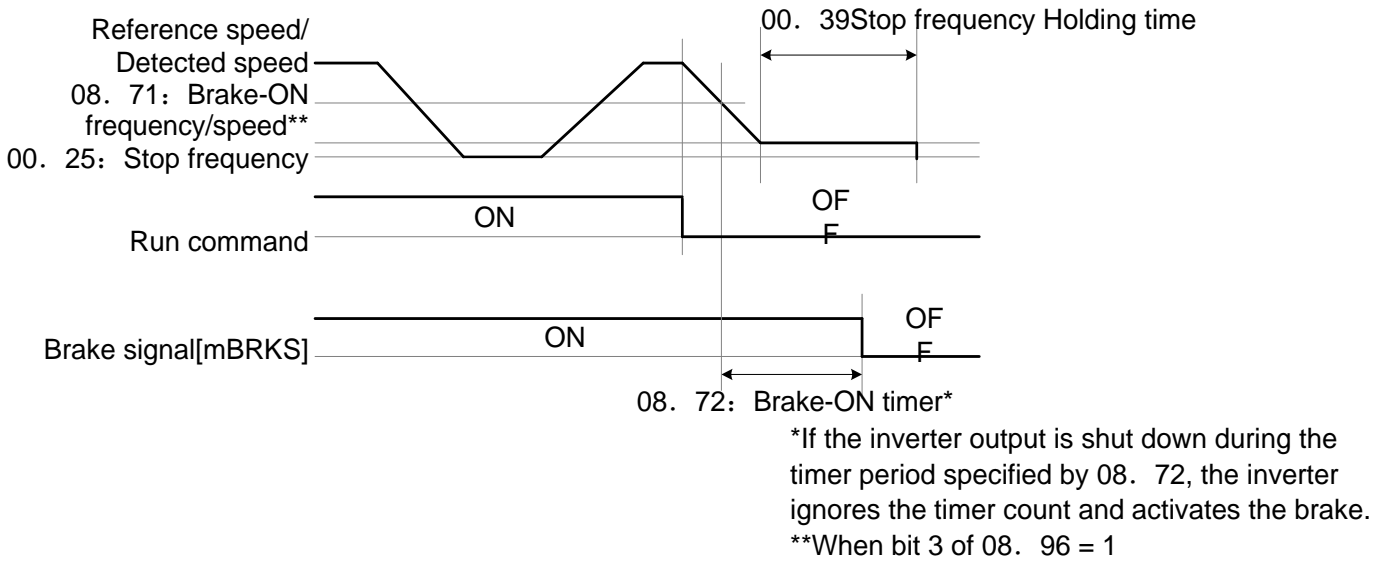 00．39Stop frequency Holding time
Reference speed/
Detected speed
08．71：Brake-ON
frequency/speed**
00．25：Stop frequency
ON
OF
F
Run command
ON
OF
F
Brake signal[mBRKS]
08．72：Brake-ON timer*
*If the inverter output is shut down during the
timer period specified by 08．72, the inverter
ignores the timer count and activates the brake.
**When bit 3 of 08．96 = 1